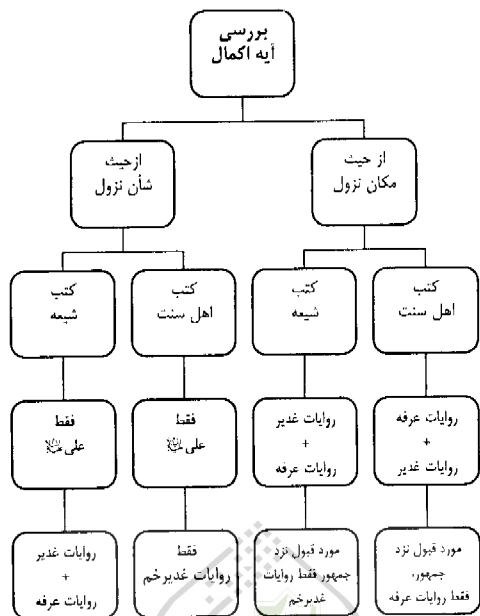 بررسی
آیه اکمال
از حیث
مکان نزول
ازحیث
شأن نزول
کتب
اهل سنت
کتب
شیعه
کتب
اهل سنت
کتب
شیعه
روایات عرفه
+
روایات غدیر
روایات غدیر
+
روایات عرفه
فقط
علی
فقط
علی
مورد قبول نزد
جمهور،
فقط روایات عرفه
مورد قبول نزد
جمهور فقط روایات
غدیرخم
فقط
روایات غدیرخم
روایات غدیر
+
روایات عرفه